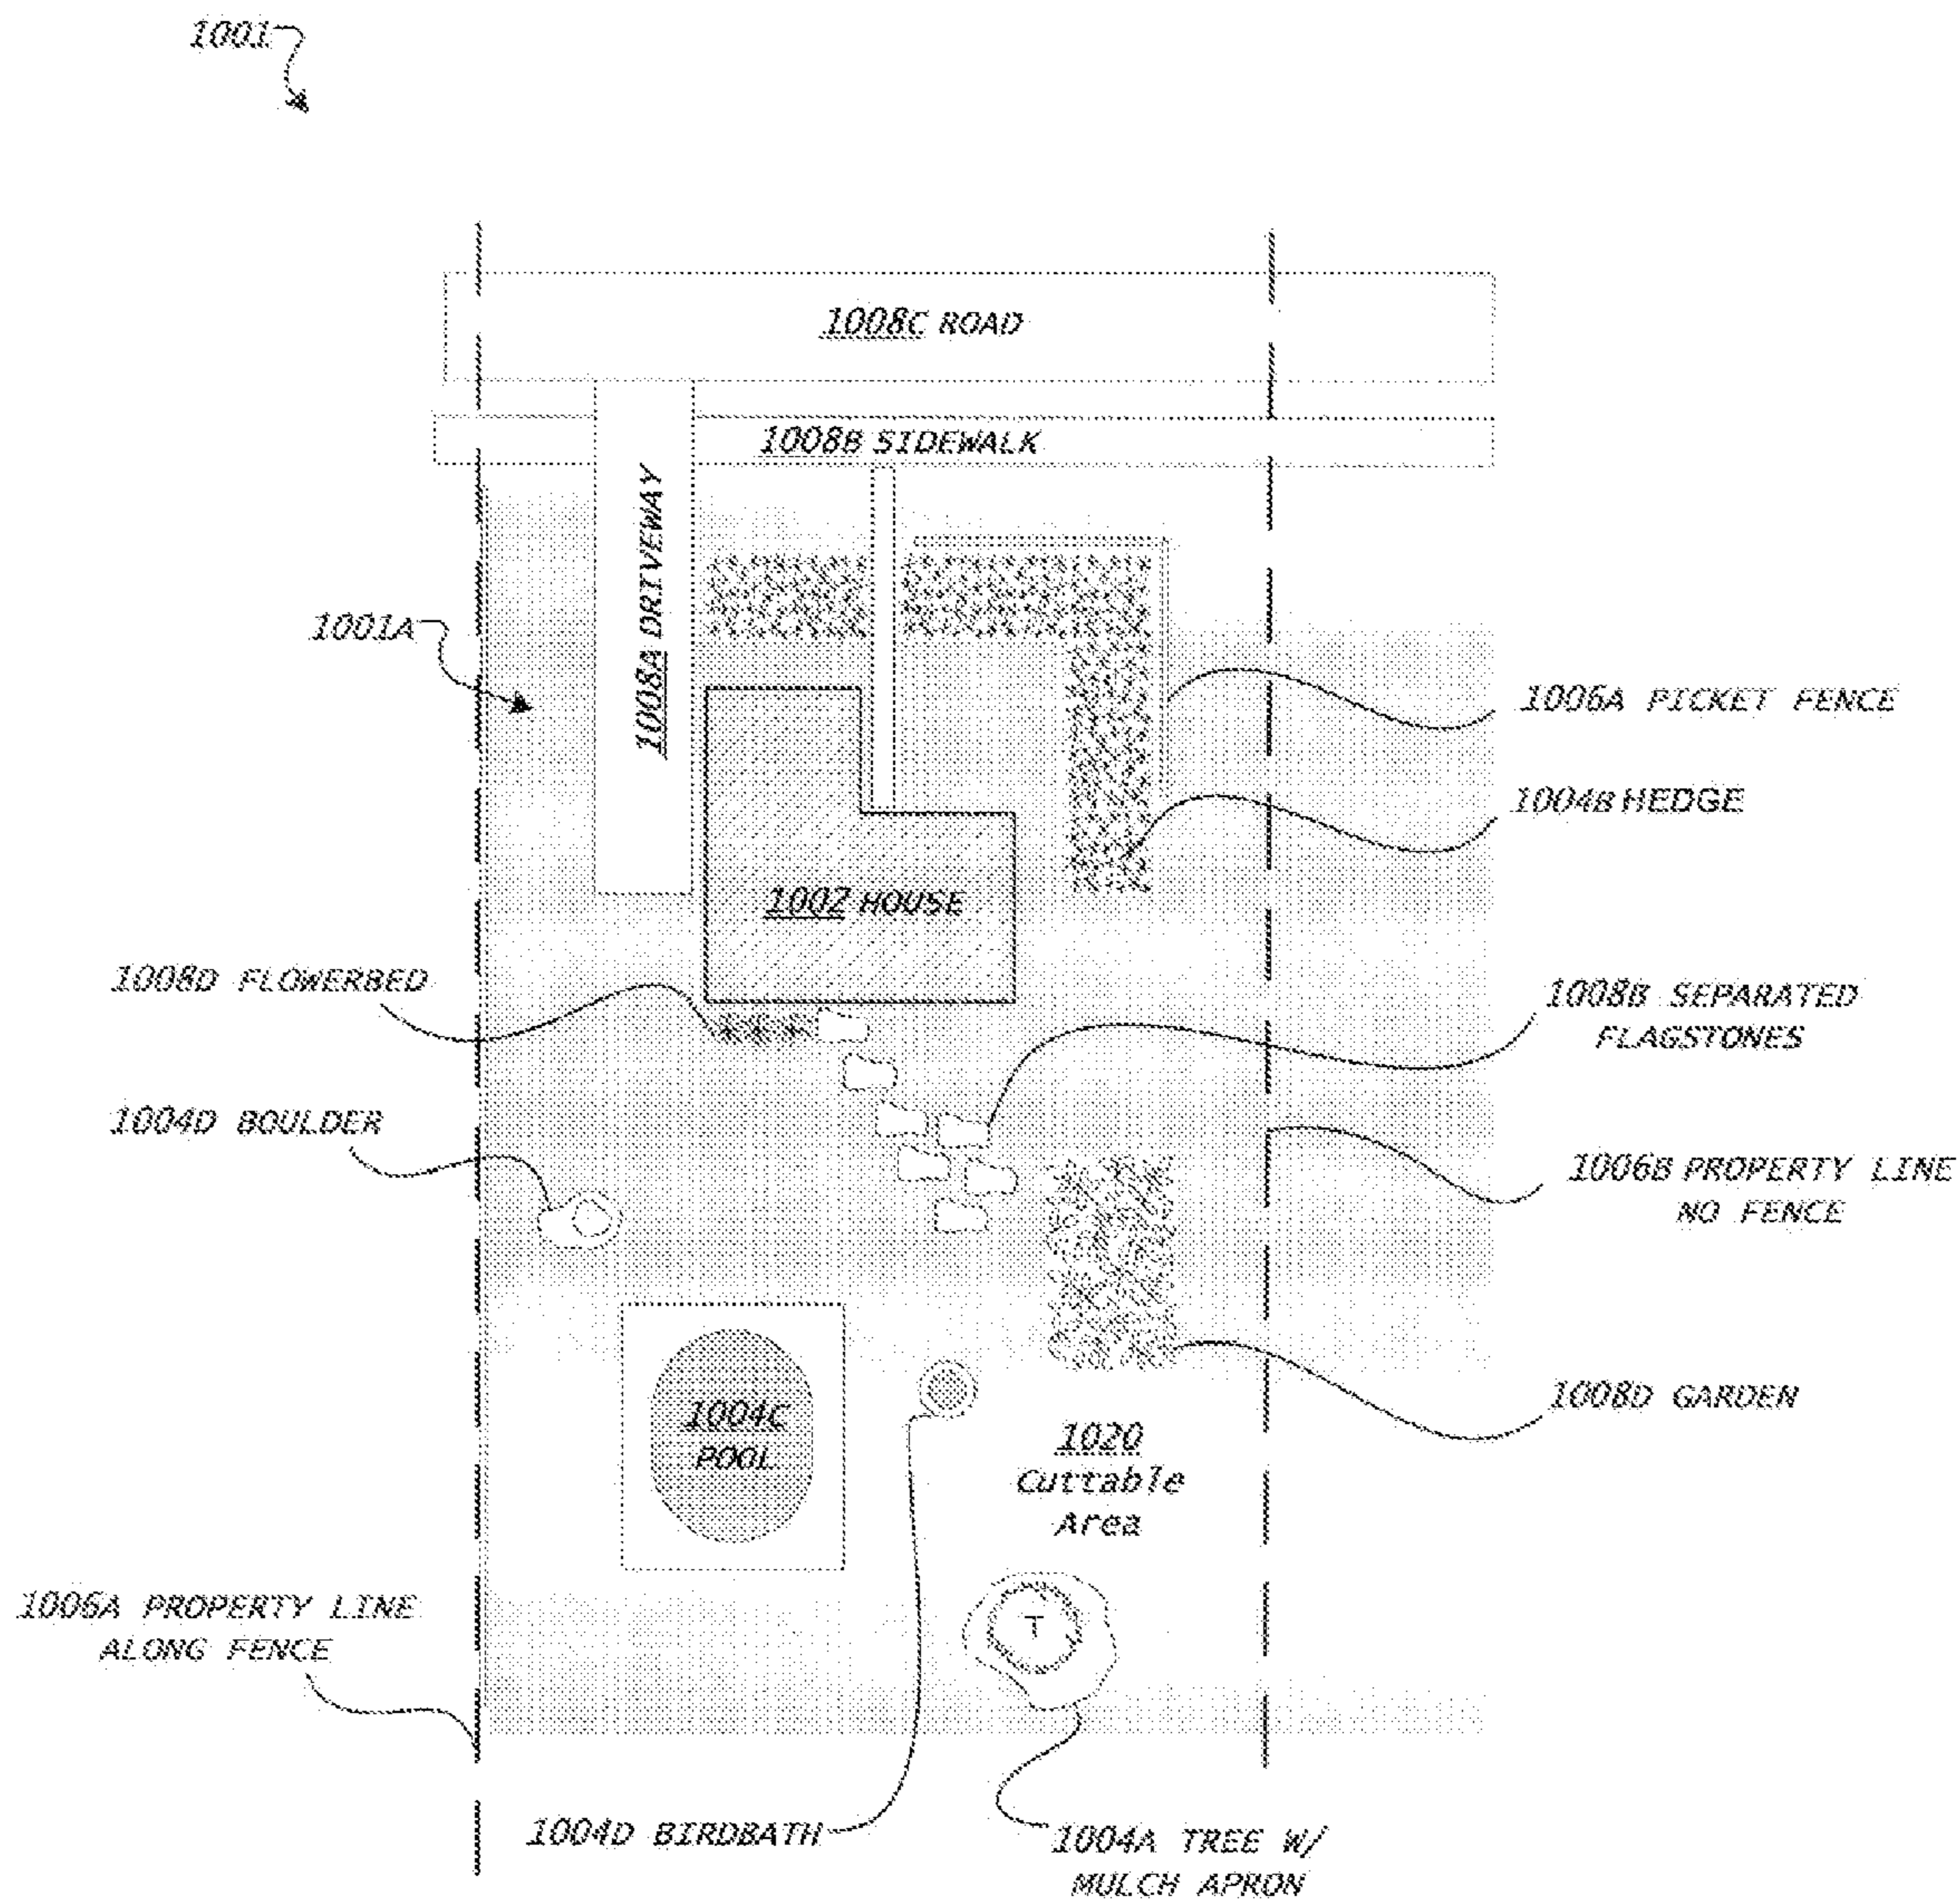 1001
1008C ROAD
1008B SIDEWALK
1008A DRIVEWAY
1001A
1006A PICKET FENCE
1004B HEDGE
1002 HOUSE
1008D FLOWERBED
1008B SEPARATED
FLAGSTONES
1004D BOULDER
1006B PROPERTY LINE
NO FENCE
1008D GARDEN
1004C
POOL
1020
Cuttable
Area
1006A PROPERTY LINE
ALONG FENCE
T
1004D BIRDBATH
1004A TREE W/
MULCH APRON